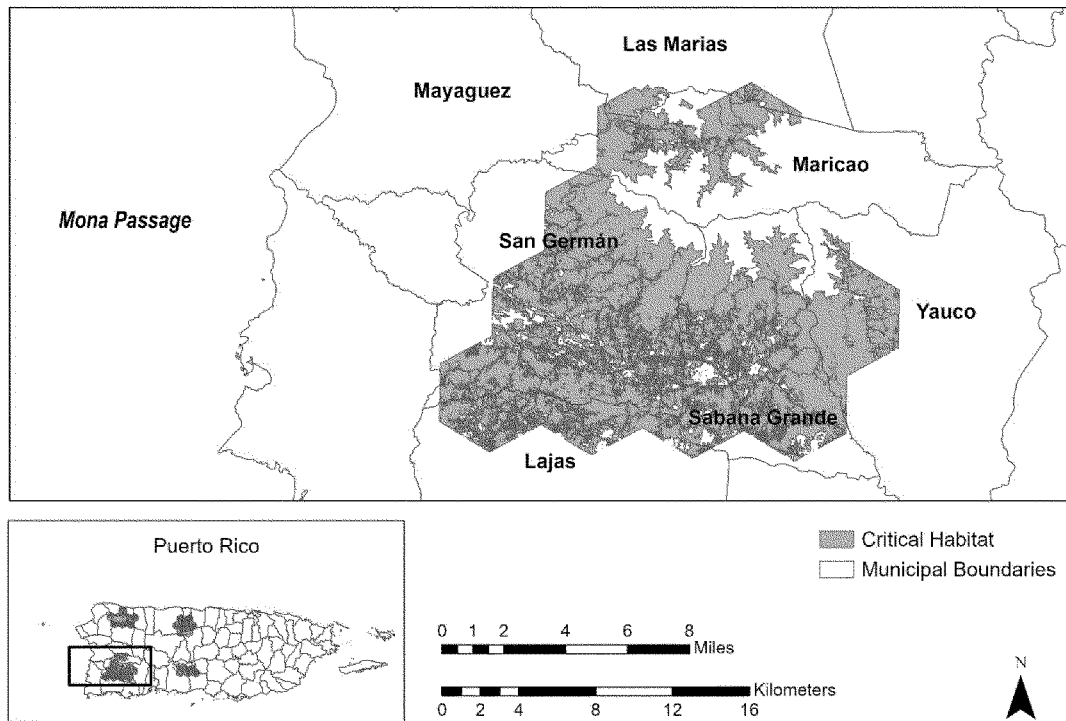 Las Marias
Mayaguez
Maricao
Mona Passage
San Germán
Yauco
Sabana Grande
Lajas
Puerto Rico
Critical Habitat
Municipal Boundaries
0 1 2 4 6 8
Miles
Kilometers
0 2 4 8 12 16
N